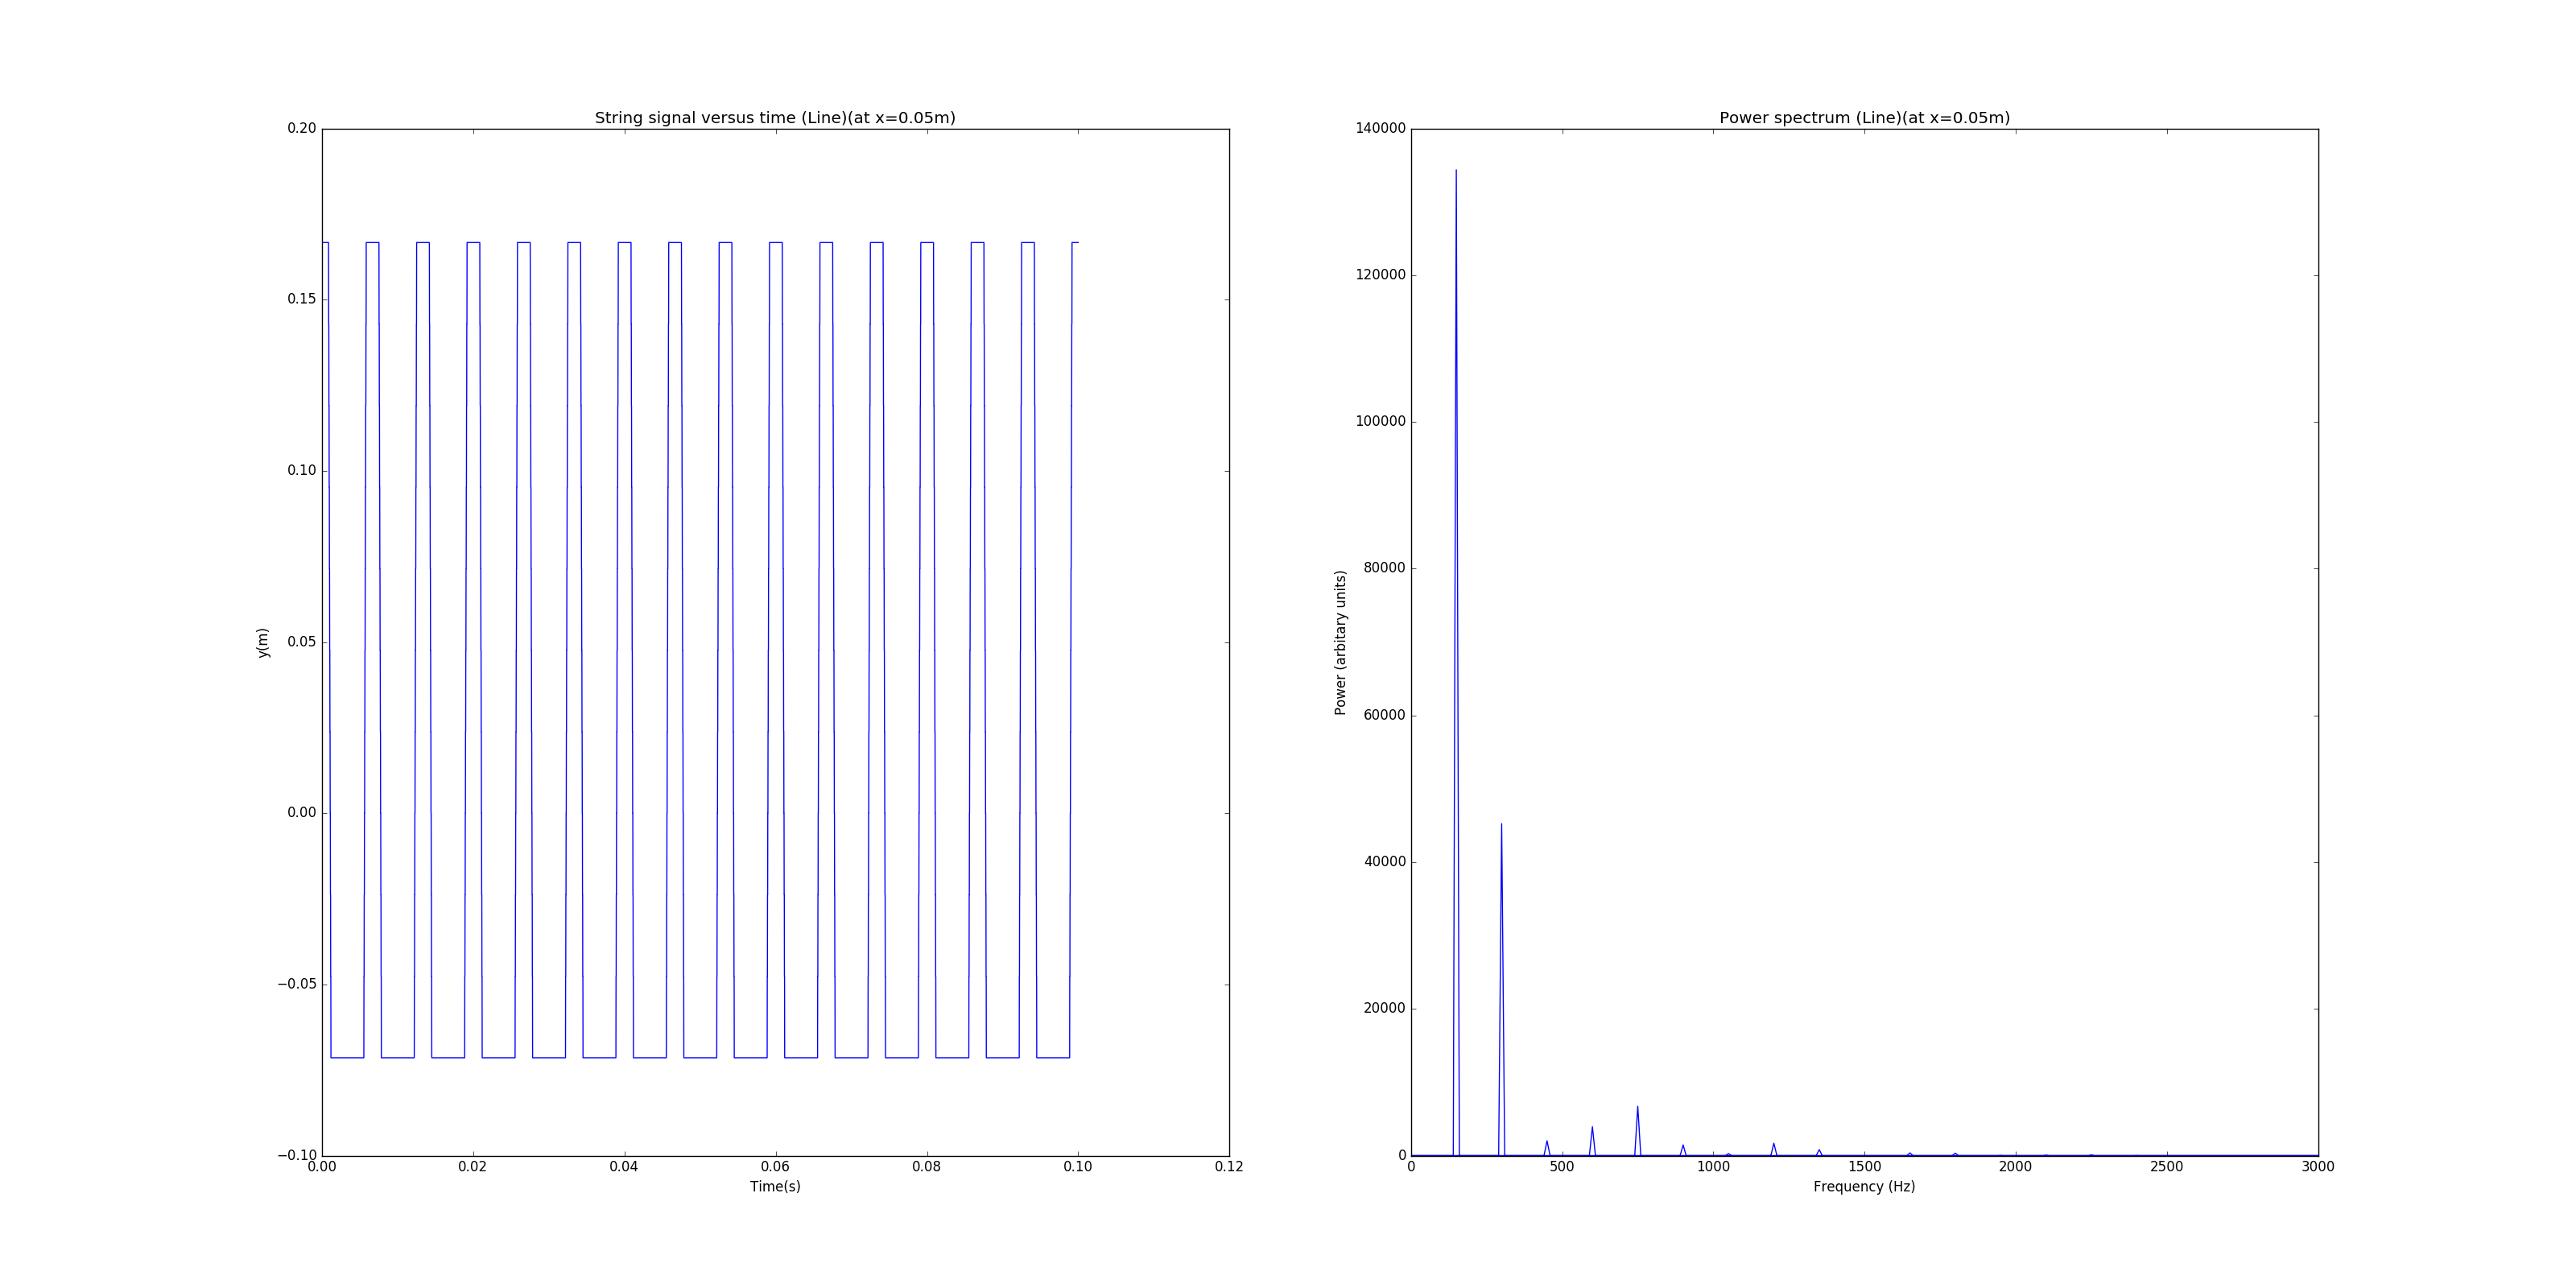 String signal versus time (Line)(at x=0.05m)
0.20
0.15
0.10
0.05
0.00
−0.05
−0.10
y(m)
0.00 0.02 0.04 0.06 0.08 0.10 0.12
Time(s)
Power spectrum (Line)(at x=0.05m)
140000
120000
100000
80000
60000
40000
20000
0
Power (arbitary units)
0 500 1000 1500 2000 2500 3000
Frequency (Hz)